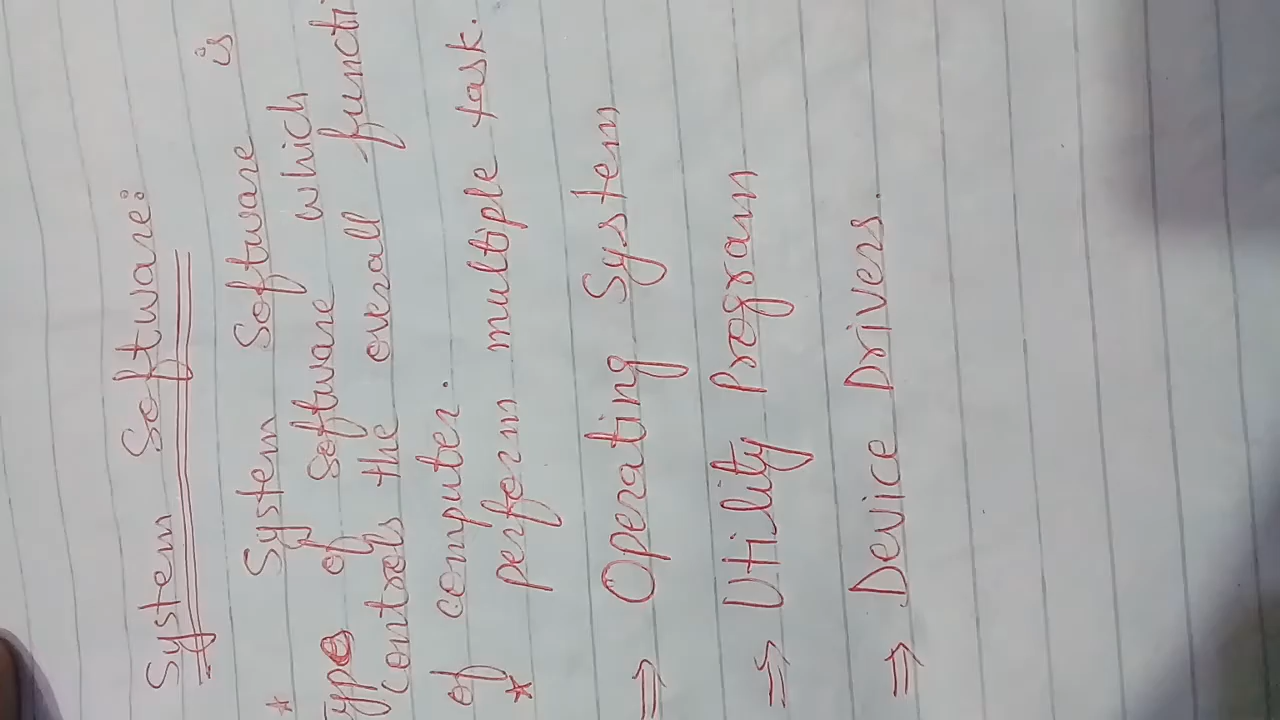 System Software:
* System Software is
Type of Software which
controls the overall functi
of computer.
* perform multiple task.
⇒ Operating System
⇒ Utility Program
⇒ Device Drivers.